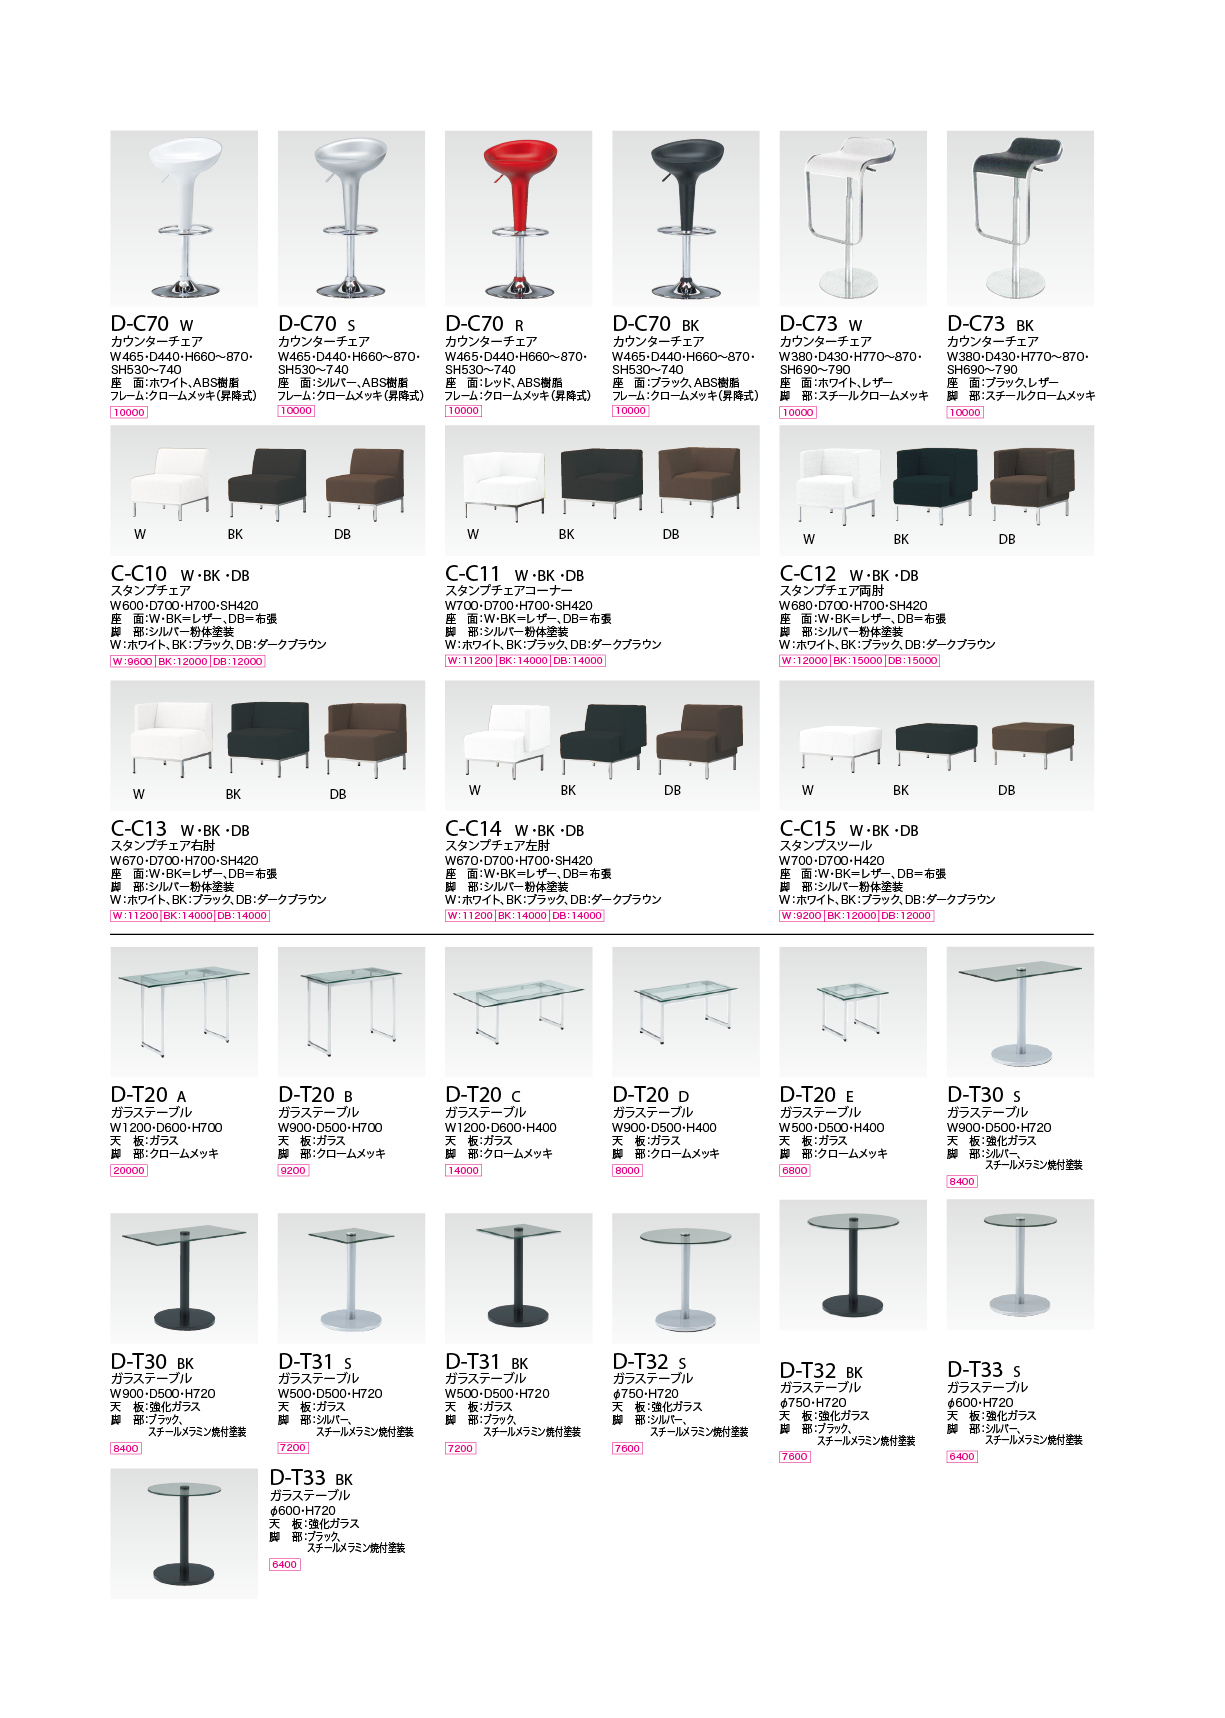 D-C70 W
カウンターチェア
W465・D440・H660〜870・
SH530〜740
座　面：ホワイト、ABS樹脂
フレーム：クロームメッキ（昇降式）
10000
D-C70 S
カウンターチェア
W465・D440・H660〜870・
SH530〜740
座　面：シルバー、ABS樹脂
フレーム：クロームメッキ（昇降式）
10000
D-C70 R
カウンターチェア
W465・D440・H660〜870・
SH530〜740
座　面：レッド、ABS樹脂
フレーム：クロームメッキ（昇降式）
10000
D-C70 BK
カウンターチェア
W465・D440・H660〜870・
SH530〜740
座　面：ブラック、ABS樹脂
フレーム：クロームメッキ（昇降式）
10000
D-C73 W
カウンターチェア
W380・D430・H770〜870・
SH690〜790
座　面：ホワイト、レザー
脚　部：スチールクロームメッキ
10000
D-C73 BK
カウンターチェア
W380・D430・H770〜870・
SH690〜790
座　面：ブラック、レザー
脚　部：スチールクロームメッキ
10000
W BK DB
C-C10 W・BK・DB
スタンプチェア
W600・D700・H700・SH420
座　面：W・BK＝レザー、DB＝布張
脚　部：シルバー粉体塗装
W：ホワイト、BK：ブラック、DB：ダークブラウン
W：9600 BK：12000 DB：12000
W BK DB
C-C11 W・BK・DB
スタンプチェアコーナー
W700・D700・H700・SH420
座　面：W・BK＝レザー、DB＝布張
脚　部：シルバー粉体塗装
W：ホワイト、BK：ブラック、DB：ダークブラウン
W：11200 BK：14000 DB：14000
W BK DB
C-C12 W・BK・DB
スタンプチェア両肘
W680・D700・H700・SH420
座　面：W・BK＝レザー、DB＝布張
脚　部：シルバー粉体塗装
W：ホワイト、BK：ブラック、DB：ダークブラウン
W：12000 BK：15000 DB：15000
W BK DB
C-C13 W・BK・DB
スタンプチェア右肘
W670・D700・H700・SH420
座　面：W・BK＝レザー、DB＝布張
脚　部：シルバー粉体塗装
W：ホワイト、BK：ブラック、DB：ダークブラウン
W：11200 BK：14000 DB：14000
W BK DB
C-C14 W・BK・DB
スタンプチェア左肘
W670・D700・H700・SH420
座　面：W・BK＝レザー、DB＝布張
脚　部：シルバー粉体塗装
W：ホワイト、BK：ブラック、DB：ダークブラウン
W：11200 BK：14000 DB：14000
W BK DB
C-C15 W・BK・DB
スタンプスツール
W700・D700・H420
座　面：W・BK＝レザー、DB＝布張
脚　部：シルバー粉体塗装
W：ホワイト、BK：ブラック、DB：ダークブラウン
W：9200 BK：12000 DB：12000
D-T20 A
ガラステーブル
W1200・D600・H700
天　板：ガラス
脚　部：クロームメッキ
20000
D-T20 B
ガラステーブル
W900・D500・H700
天　板：ガラス
脚　部：クロームメッキ
9200
D-T20 C
ガラステーブル
W1200・D600・H400
天　板：ガラス
脚　部：クロームメッキ
14000
D-T20 D
ガラステーブル
W900・D500・H400
天　板：ガラス
脚　部：クロームメッキ
8000
D-T20 E
ガラステーブル
W500・D500・H400
天　板：ガラス
脚　部：クロームメッキ
6800
D-T30 S
ガラステーブル
W900・D500・H720
天　板：強化ガラス
脚　部：シルバー、
スチールメラミン焼付塗装
8400
D-T30 BK
ガラステーブル
W900・D500・H720
天　板：強化ガラス
脚　部：ブラック、
スチールメラミン焼付塗装
8400
D-T31 S
ガラステーブル
W500・D500・H720
天　板：ガラス
脚　部：シルバー、
スチールメラミン焼付塗装
7200
D-T31 BK
ガラステーブル
W500・D500・H720
天　板：ガラス
脚　部：ブラック、
スチールメラミン焼付塗装
7200
D-T32 S
ガラステーブル
φ750・H720
天　板：強化ガラス
脚　部：シルバー、
スチールメラミン焼付塗装
7600
D-T32 BK
ガラステーブル
φ750・H720
天　板：強化ガラス
脚　部：ブラック、
スチールメラミン焼付塗装
7600
D-T33 S
ガラステーブル
φ600・H720
天　板：強化ガラス
脚　部：シルバー、
スチールメラミン焼付塗装
6400
D-T33 BK
ガラステーブル
φ600・H720
天　板：強化ガラス
脚　部：ブラック、
スチールメラミン焼付塗装
6400